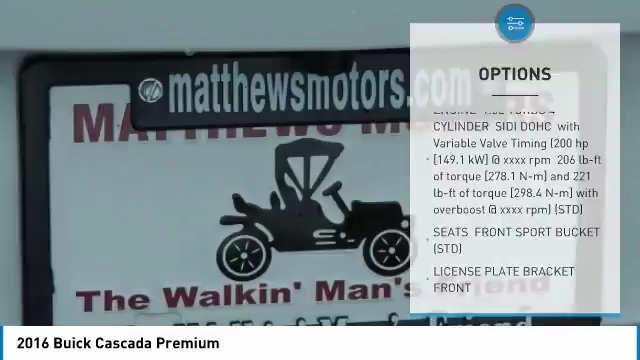 matthewsmotors.com
The Walkin' Man's Friend
OPTIONS
CYLINDER SIDI DOHC with
Variable Valve Timing (200 hp
[149.1 kW] @ xxxx rpm 206 lb-ft
of torque [278.1 N-m] and 221
lb-ft of torque [298.4 N-m] with
overboost @ xxxx rpm) (STD)
SEATS FRONT SPORT BUCKET
(STD)
LICENSE PLATE BRACKET
FRONT
2016 Buick Cascada Premium